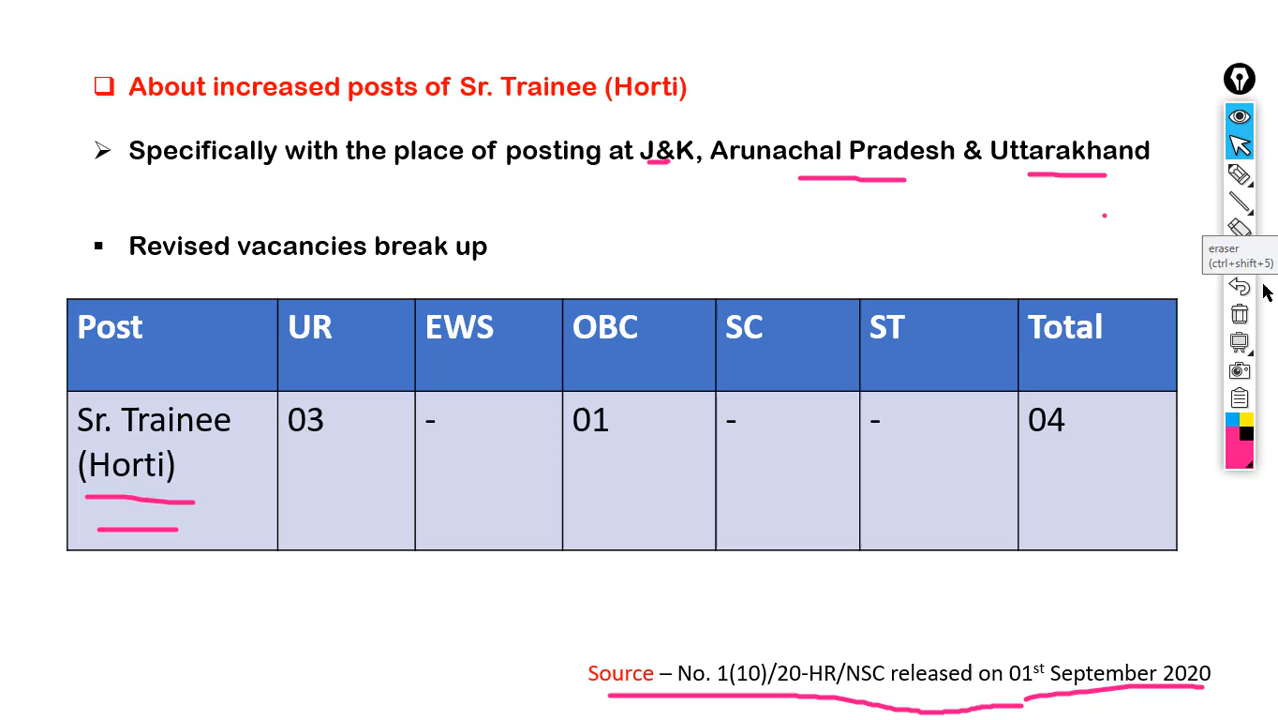 About increased posts of Sr. Trainee (Horti)
Specifically with the place of posting at J&K, Arunachal Pradesh & Uttarakhand
Revised vacancies break up
Post UR EWS OBC SC ST Total
Sr. Trainee 03 - 01 - - 04
(Horti)
Source – No. 1(10)/20-HR/NSC released on 01st September 2020
eraser
(ctrl+shift+5)